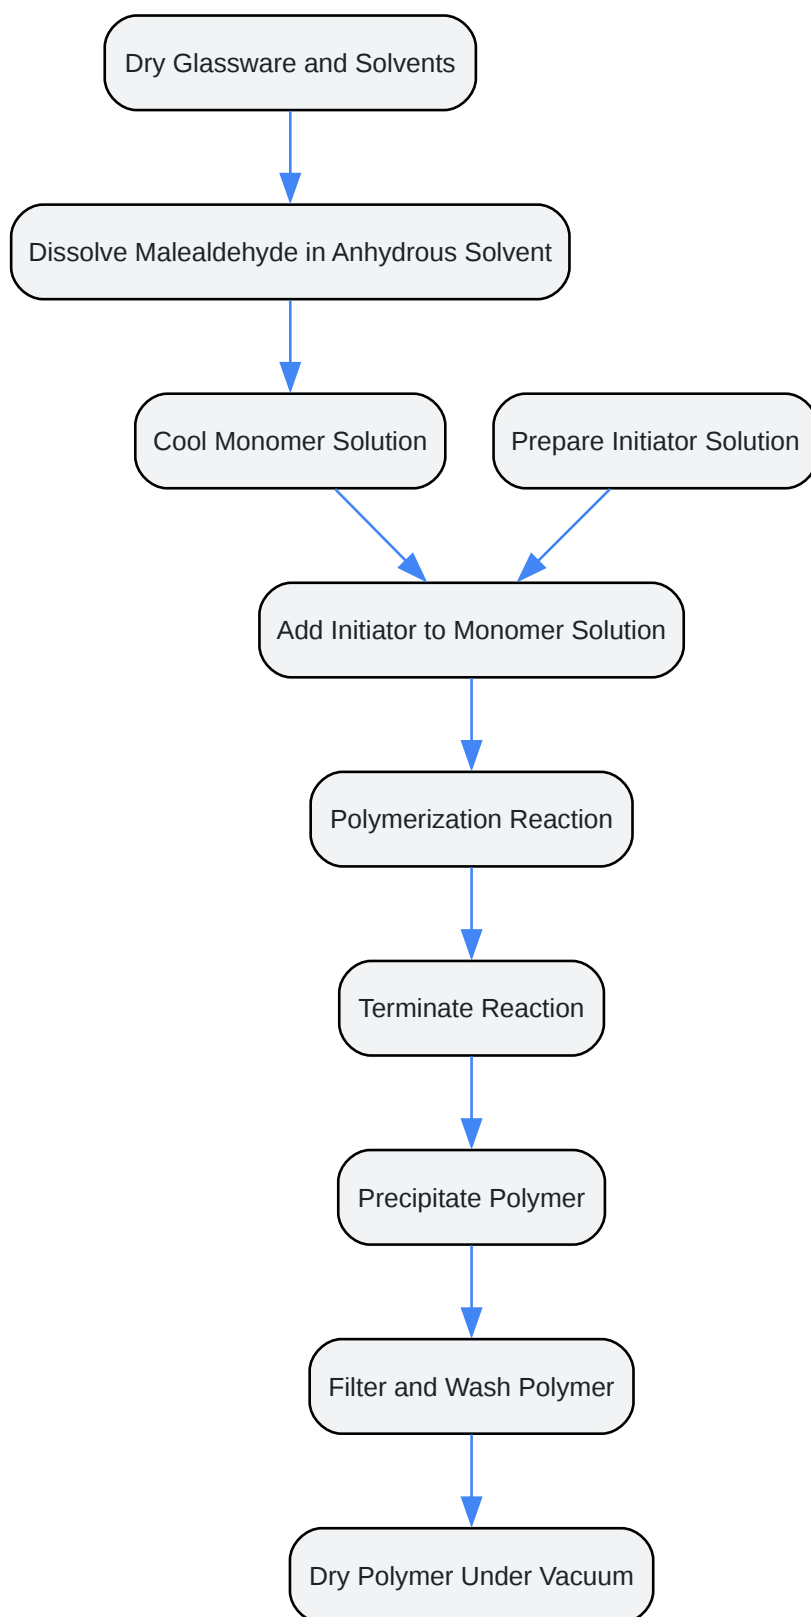 Dry Glassware and Solvents
Dissolve Malealdehyde in Anhydrous Solvent
Cool Monomer Solution
Prepare Initiator Solution
Add Initiator to Monomer Solution
Polymerization Reaction
Terminate Reaction
Precipitate Polymer
Filter and Wash Polymer
Dry Polymer Under Vacuum